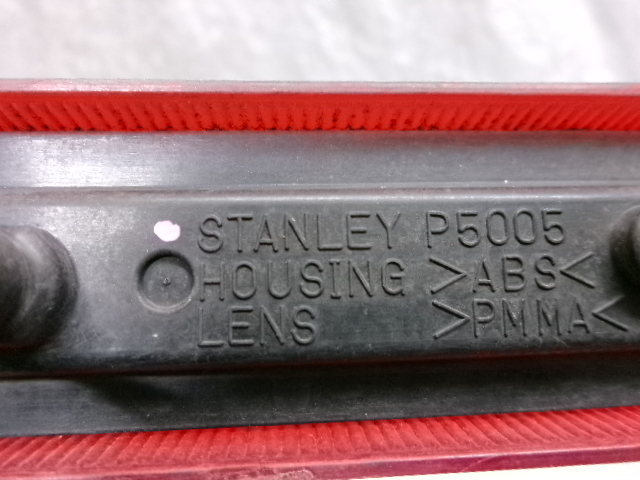 STANLEY P5005
HOUSING >ABS<
LENS >PMMA<